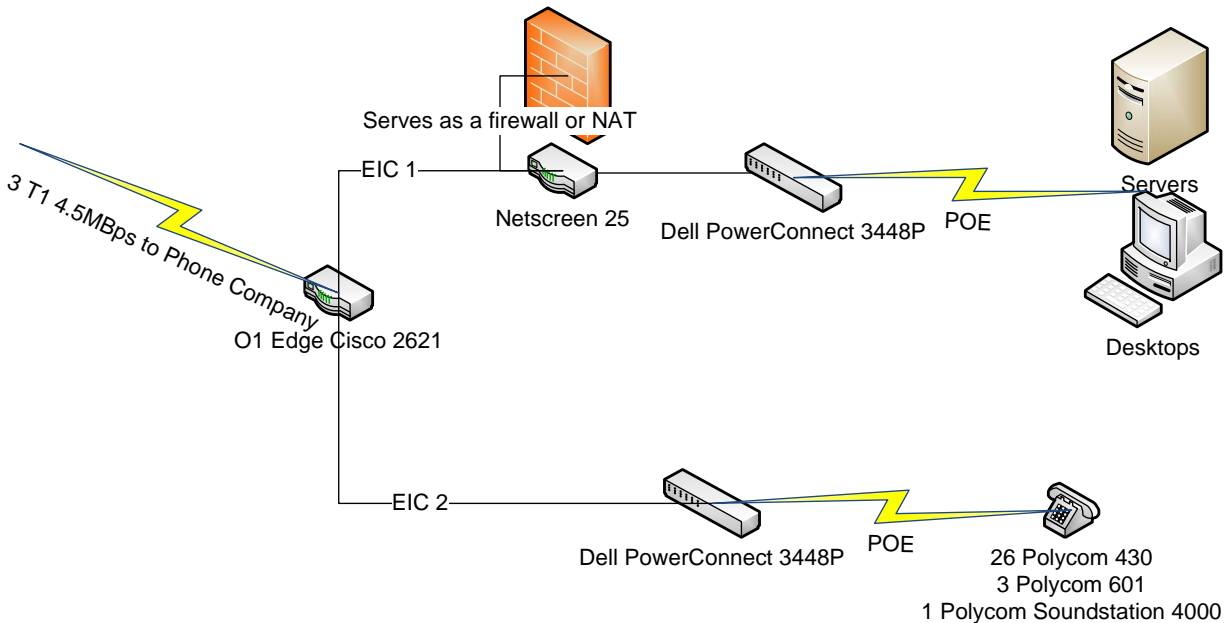 Serves as a firewall or NAT
EIC 1
Netscreen 25
Dell PowerConnect 3448P
POE
Servers
Desktops
3 T1 4.5MBps to Phone Company
O1 Edge Cisco 2621
EIC 2
Dell PowerConnect 3448P
POE
26 Polycom 430
3 Polycom 601
1 Polycom Soundstation 4000